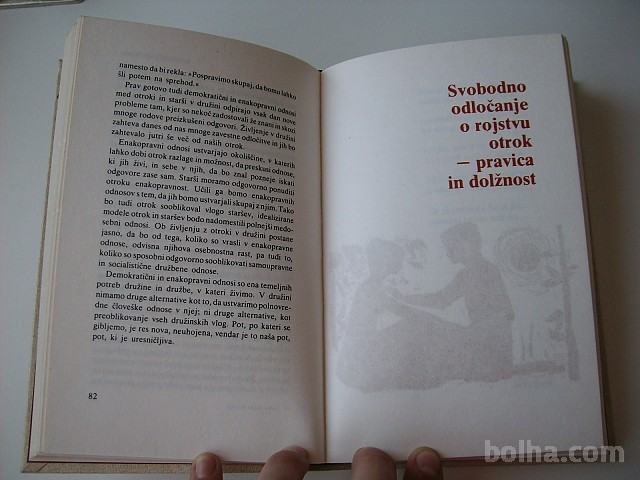 namesto da bi rekla: »Pospravimo skupaj, da bomo lahko
šli potem na sprehod.«
Prav gotovo tudi demokratični in enakopravni odnosi
med otroki in starši v družini odpirajo vsak dan nove
probleme tam, kjer so nekoč zadostovali že znani in skozi
mnoge rodove preizkušeni odgovori. Življenje v družini
zahteva danes od nas mnoge zavestne odločitve in jih bo
zahtevalo jutri še več od naših otrok.
Enakopravni odnosi ustvarjajo okoliščine, v katerih
lahko dobi otrok razlage in možnost, da preskusi odnose,
ki jih živi, in sebe v njih, da bo znal pozneje iskati
odgovore zase sam. Starši moramo odgovorno ponuditi
otroku enakopravnost. Učil ga bomo enakopravnih
odnosov s tem, da jih bomo ustvarjali skupaj z njim. Tako
bo tudi otrok sooblikoval vlogo staršev, idealizirane
modele otrok in staršev bodo nadomestili polnejši medo-
sebni odnosi. Ob življenju z otroki v družini postane
jasno, da bo od tega, koliko so vrasli v enakopravne
odnose, odvisna njihova osebnostna rast, pa tudi to,
koliko so sposobni odgovorno sooblikovati samoupravne
in socialistične družbene odnose.
Demokratični in enakopravni odnosi so ena temeljnih
potreb družine in družbe, v kateri živimo. V družini
nimamo druge alternative kot to, da ustvarimo polnovre-
dne človeške odnose v njej; ni druge alternative, kot
preoblikovanje vseh družinskih vlog. Pot, po kateri se
gibljemo, je res nova, neuhojena, vendar je to naša pot,
pot, ki je uresničljiva.
82
Svobodno
odločanje
o rojstvu
otrok
— pravica
in dolžnost
bolha.com